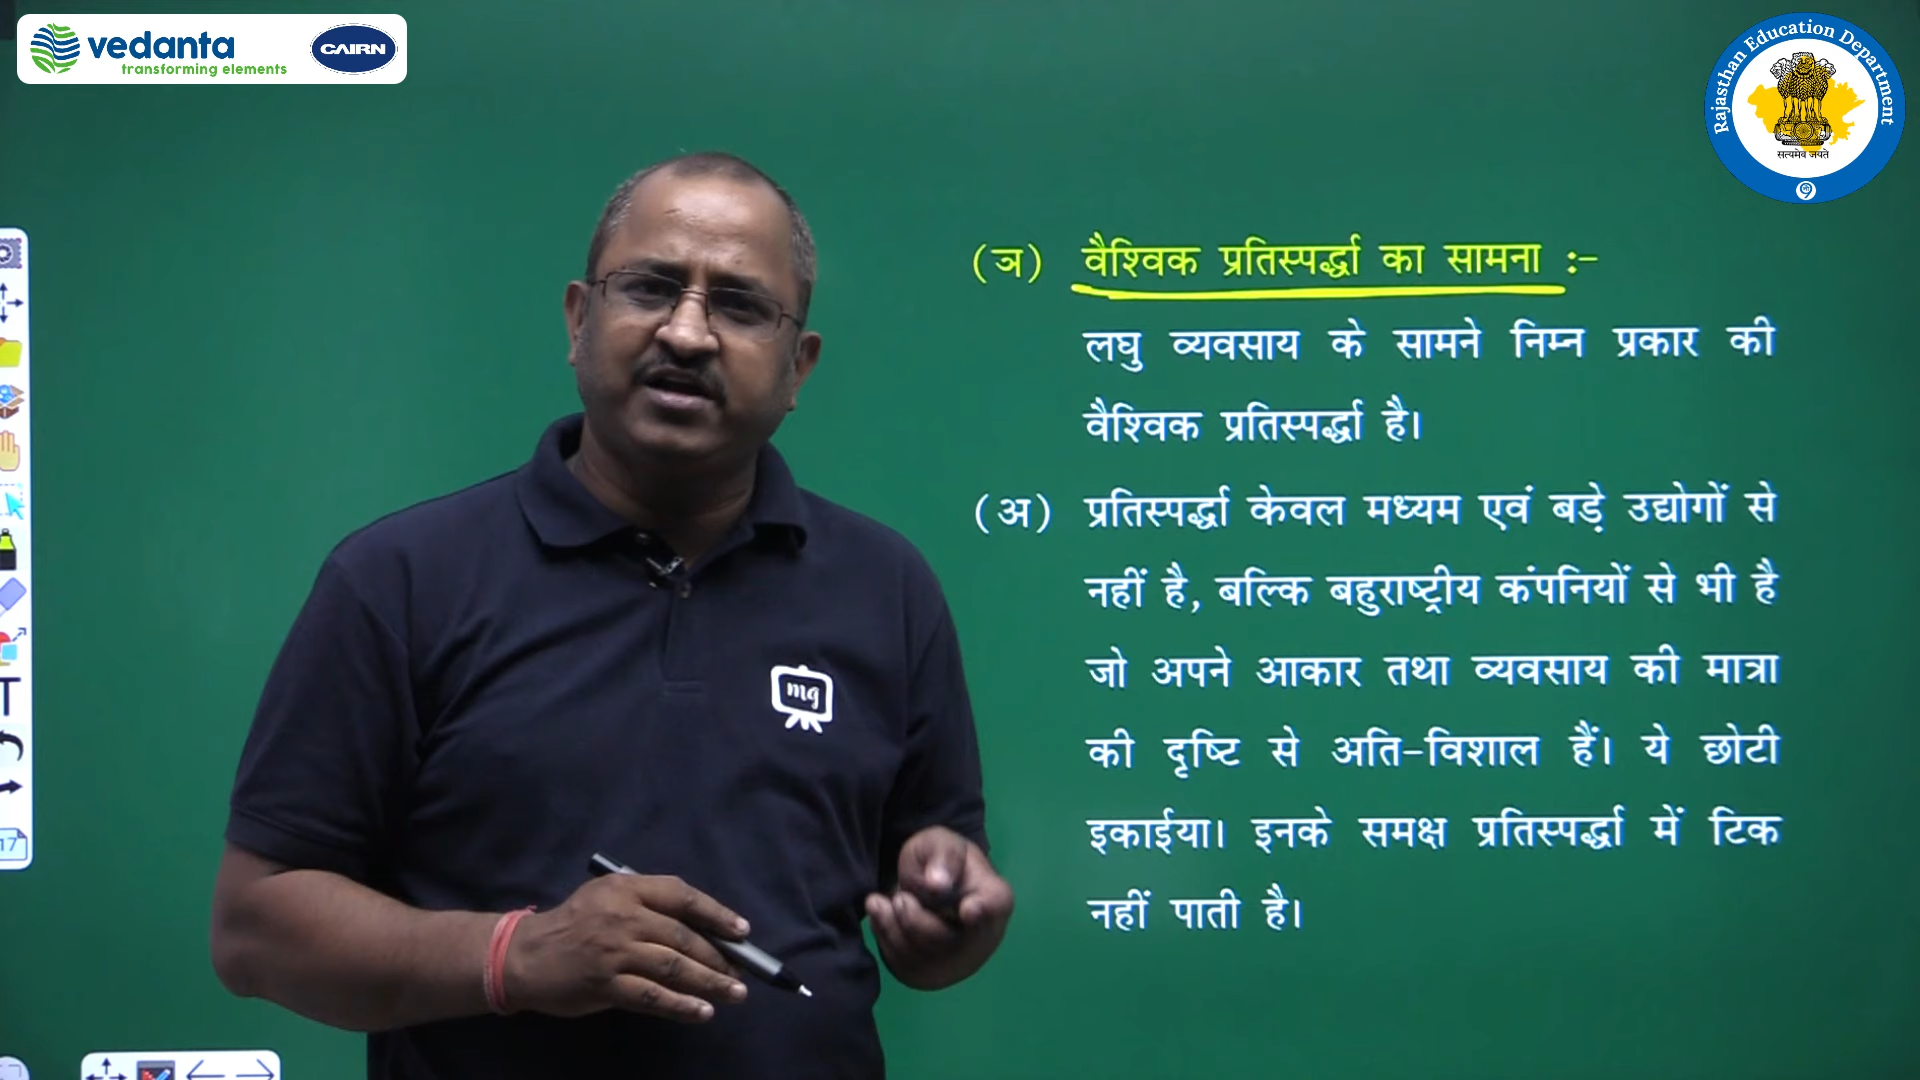 vedanta
transforming elements
CAIRN
Rajasthan Education Department
सत्यमेव जयते
(ञ) वैश्विक प्रतिस्पर्द्धा का सामना :-
लघु व्यवसाय के सामने निम्न प्रकार की
वैश्विक प्रतिस्पर्द्धा है।
(अ) प्रतिस्पर्द्धा केवल मध्यम एवं बड़े उद्योगों से
नहीं है, बल्कि बहुराष्ट्रीय कंपनियों से भी है
जो अपने आकार तथा व्यवसाय की मात्रा
की दृष्टि से अति-विशाल हैं। ये छोटी
इकाईया। इनके समक्ष प्रतिस्पर्द्धा में टिक
नहीं पाती है।
mg
T
17